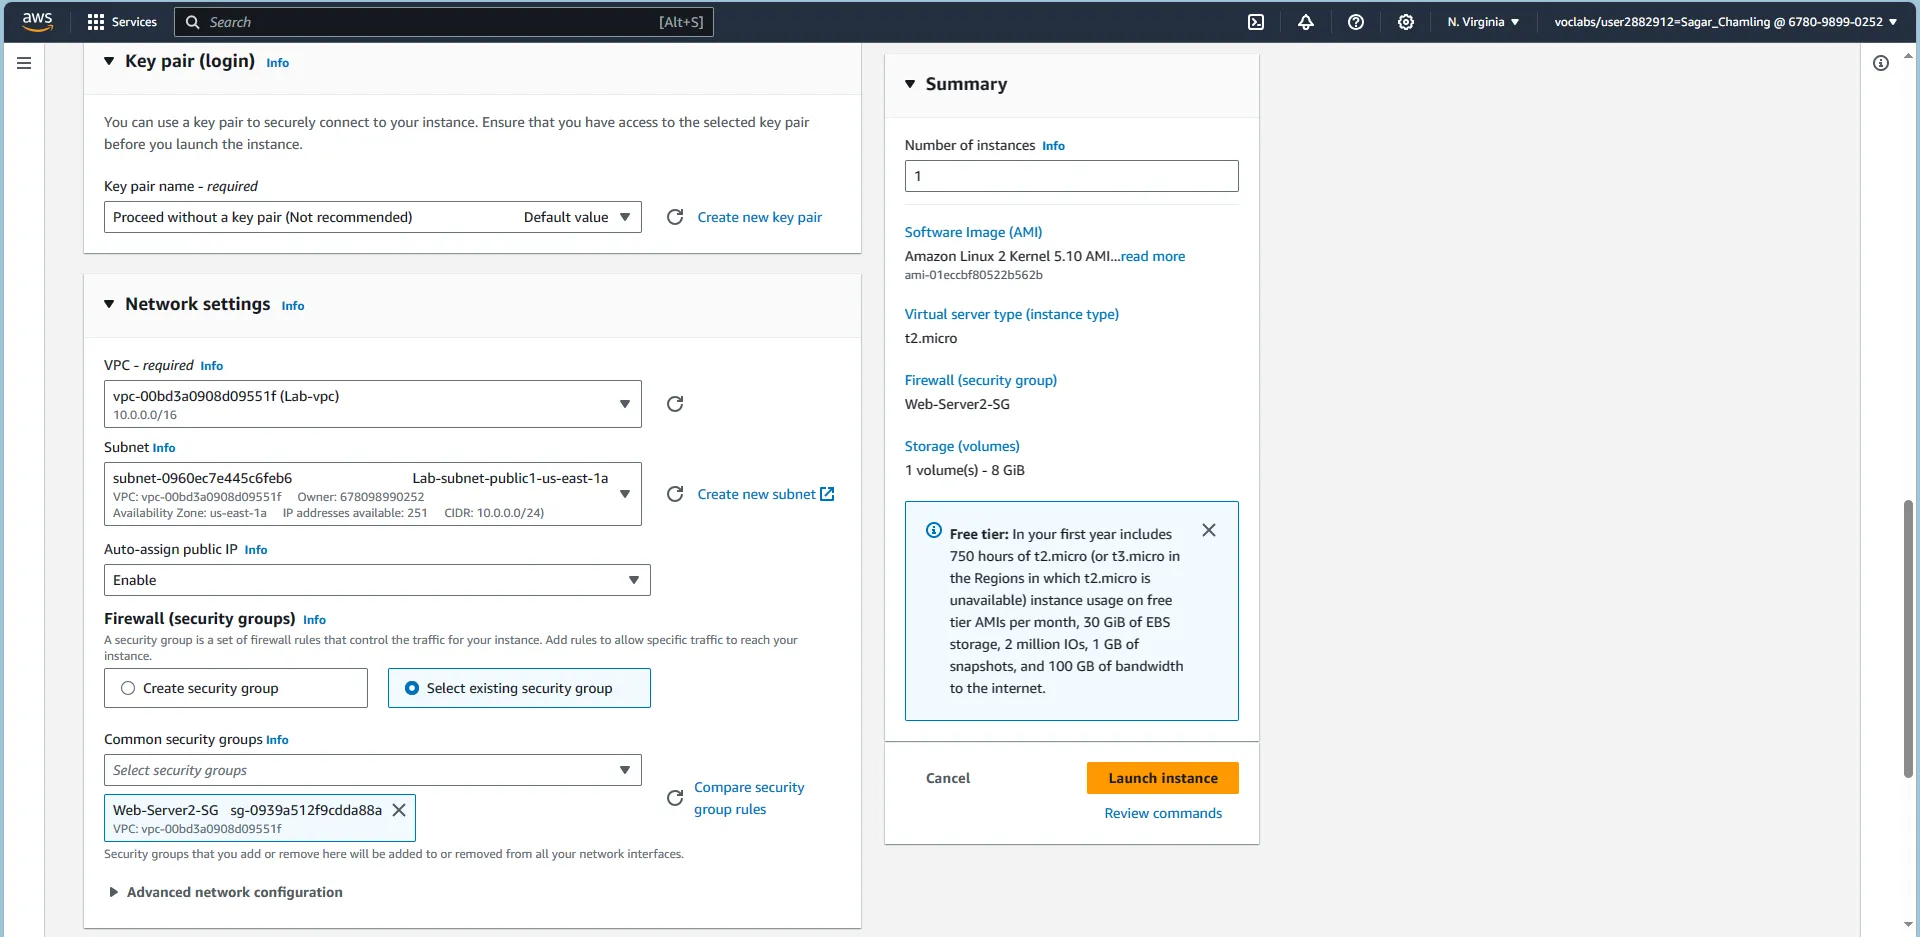 aws
Services
Search
[Alt+S]
N. Virginia
voclabs/user2882912=Sagar_Chamling @ 6780-9899-0252
Key pair (login) Info
You can use a key pair to securely connect to your instance. Ensure that you have access to the selected key pair
before you launch the instance.
Key pair name - required
Proceed without a key pair (Not recommended) Default value
Create new key pair
Network settings Info
VPC - required Info
vpc-00bd3a0908d09551f (Lab-vpc)
10.0.0.0/16
Subnet Info
subnet-0960ec7e445c6feb6 Lab-subnet-public1-us-east-1a
VPC: vpc-00bd3a0908d09551f Owner: 678098990252
Availability Zone: us-east-1a IP addresses available: 251 CIDR: 10.0.0.0/24)
Create new subnet
Auto-assign public IP Info
Enable
Firewall (security groups) Info
A security group is a set of firewall rules that control the traffic for your instance. Add rules to allow specific traffic to reach your
instance.
Create security group
Select existing security group
Common security groups Info
Select security groups
Web-Server2-SG sg-0939a512f9cdda88a
VPC: vpc-00bd3a0908d09551f
Compare security
group rules
Security groups that you add or remove here will be added to or removed from all your network interfaces.
Advanced network configuration
Summary
Number of instances Info
1
Software Image (AMI)
Amazon Linux 2 Kernel 5.10 AMI...read more
ami-01eccbf80522b562b
Virtual server type (instance type)
t2.micro
Firewall (security group)
Web-Server2-SG
Storage (volumes)
1 volume(s) - 8 GiB
Free tier: In your first year includes
750 hours of t2.micro (or t3.micro in
the Regions in which t2.micro is
unavailable) instance usage on free
tier AMIs per month, 30 GiB of EBS
storage, 2 million IOs, 1 GB of
snapshots, and 100 GB of bandwidth
to the internet.
Cancel
Launch instance
Review commands